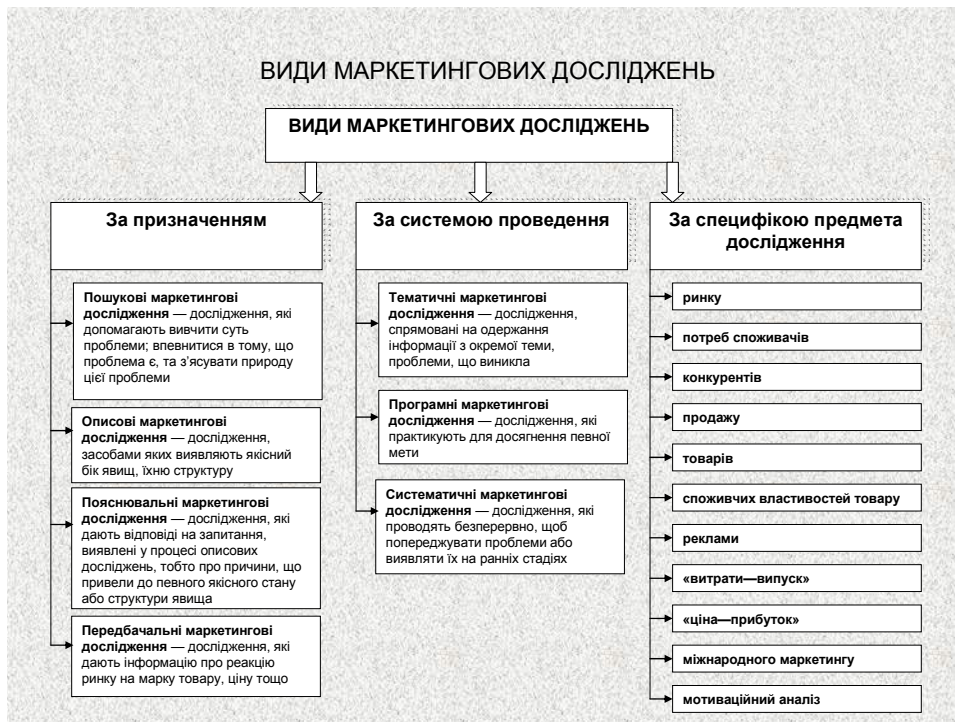 ВИДИ МАРКЕТИНГОВИХ ДОСЛІДЖЕНЬ
ВИДИ МАРКЕТИНГОВИХ ДОСЛІДЖЕНЬ
За призначенням
Пошукові маркетингові
дослідження — дослідження, які
допомагають вивчити суть
проблеми; впевнитися в тому, що
проблема є, та з’ясувати природу
цієї проблеми
Описові маркетингові
дослідження — дослідження,
засобами яких виявляють якісний
бік явищ, їхню структуру
Пояснювальні маркетингові
дослідження — дослідження, які
дають відповіді на запитання,
виявлені у процесі описових
досліджень, тобто про причини, що
привели до певного якісного стану
або структури явища
Передбачальні маркетингові
дослідження — дослідження, які
дають інформацію про реакцію
ринку на марку товару, ціну тощо
За системою проведення
Тематичні маркетингові
дослідження — дослідження,
спрямовані на одержання
інформації з окремої теми,
проблеми, що виникла
Програмні маркетингові
дослідження — дослідження, які
практикують для досягнення певної
мети
Систематичні маркетингові
дослідження — дослідження, які
проводять безперервно, щоб
попереджувати проблеми або
виявляти їх на ранніх стадіях
За специфікою предмета
дослідження
ринку
потреб споживачів
конкурентів
продажу
товарів
споживчих властивостей товару
реклами
«витрати—випуск»
«ціна—прибуток»
міжнародного маркетингу
мотиваційний аналіз